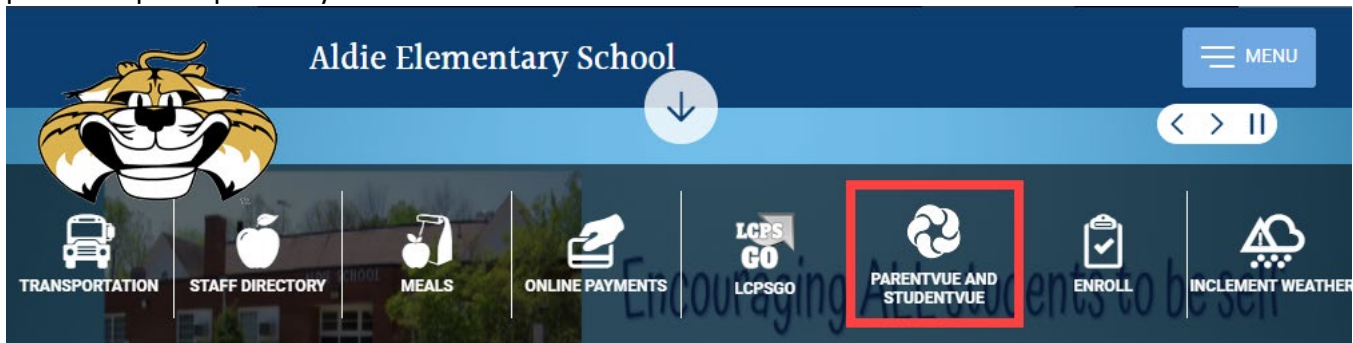 Aldie Elementary School
MENU
TRANSPORTATION
STAFF DIRECTORY
MEALS
ONLINE PAYMENTS
LCPS
GO
LCPSGO
PARENTVUE AND
STUDENTVUE
ENROLL
INCLEMENT WEATHER
SCHOOL
Encouraging ALL students to be self